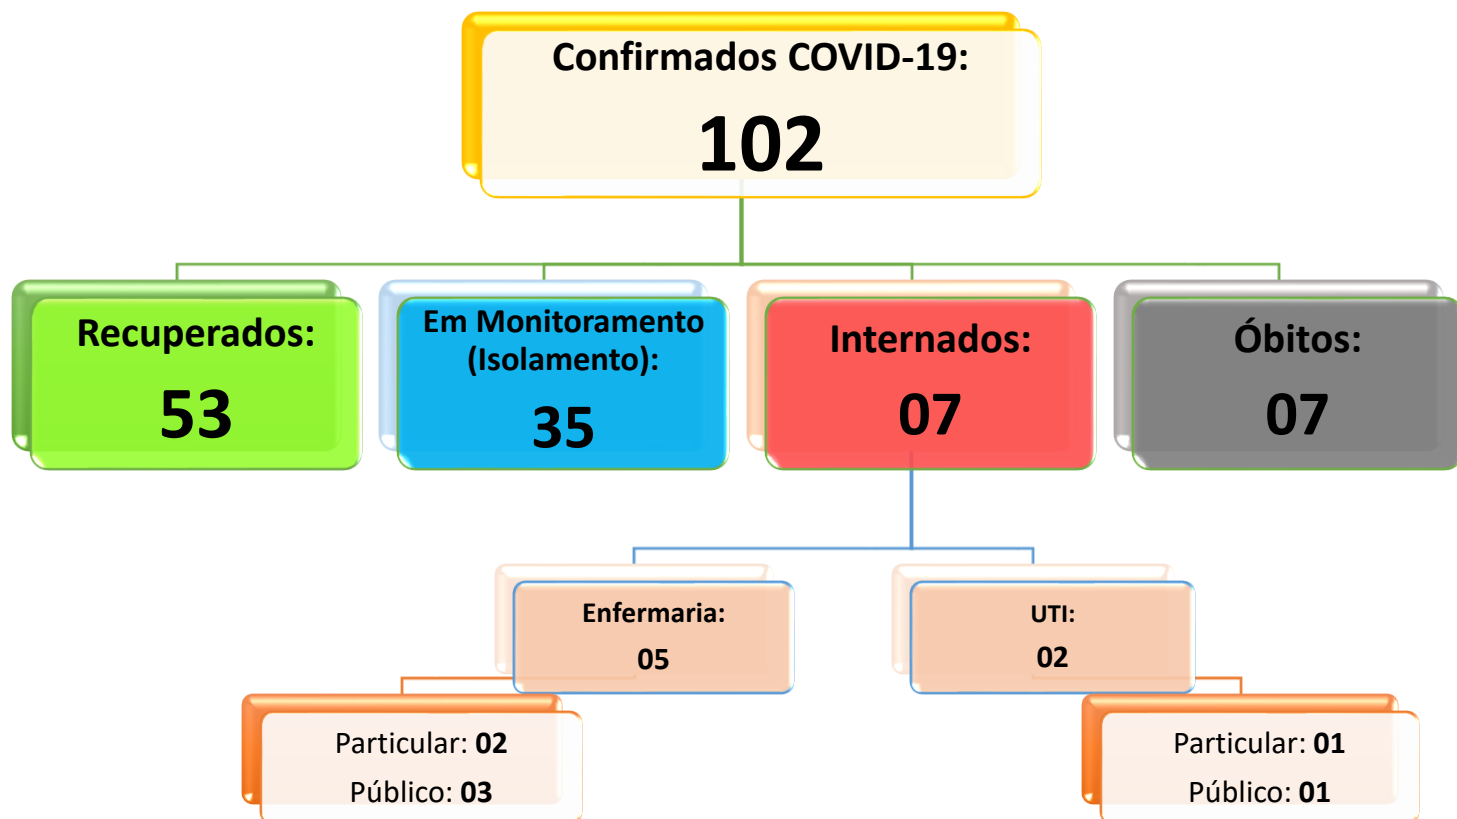 Confirmados COVID-19:
102
Recuperados:
53
Em Monitoramento
(Isolamento):
35
Internados:
07
Óbitos:
07
Enfermaria:
05
UTI:
02
Particular: 02
Público: 03
Particular: 01
Público: 01